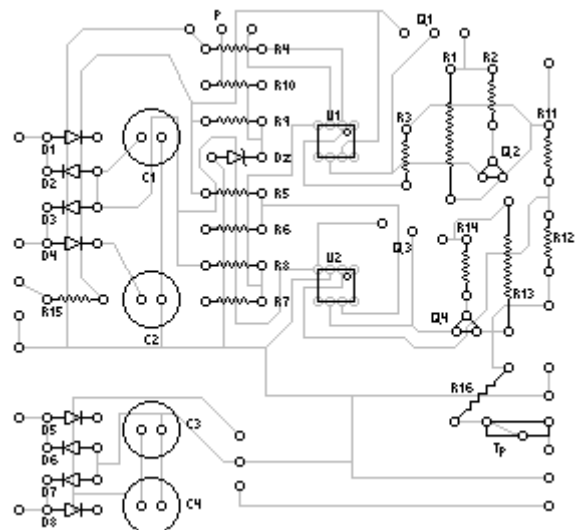 P
Q1
R4
R1
R2
R10
R9
U1
R3
R11
D1
Q2
D2
Dz
C1
D3
R5
R6
D4
Q3
R14
R12
R8
U2
R15
R7
R13
C2
Q4
R16
D5
C3
D6
Tp
D7
C4
D8